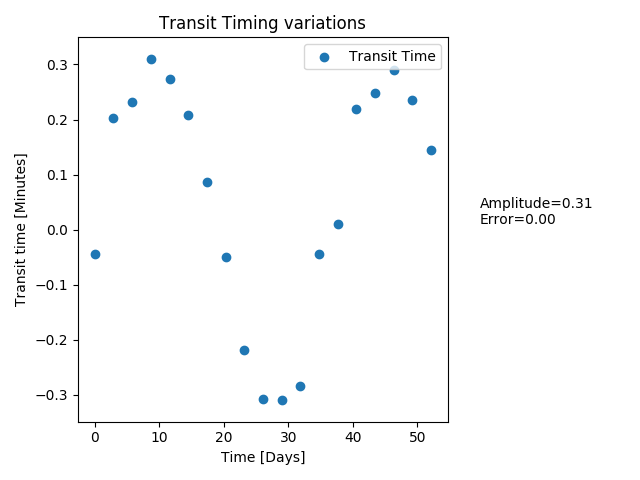 Transit Timing variations
Transit Time
Transit time [Minutes]
0.3
0.2
0.1
0.0
−0.1
−0.2
−0.3
0 10 20 30 40 50
Time [Days]
Amplitude=0.31
Error=0.00